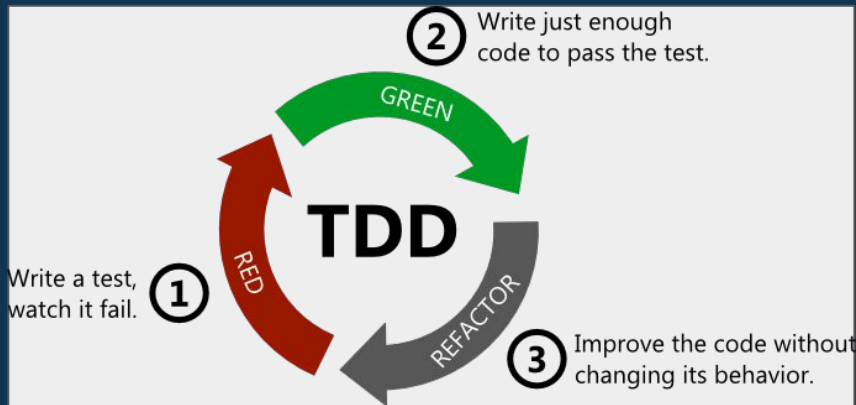 2
Write just enough
code to pass the test.
GREEN
TDD
RED
Write a test,
watch it fail.
1
REFACTOR
3
Improve the code without
changing its behavior.